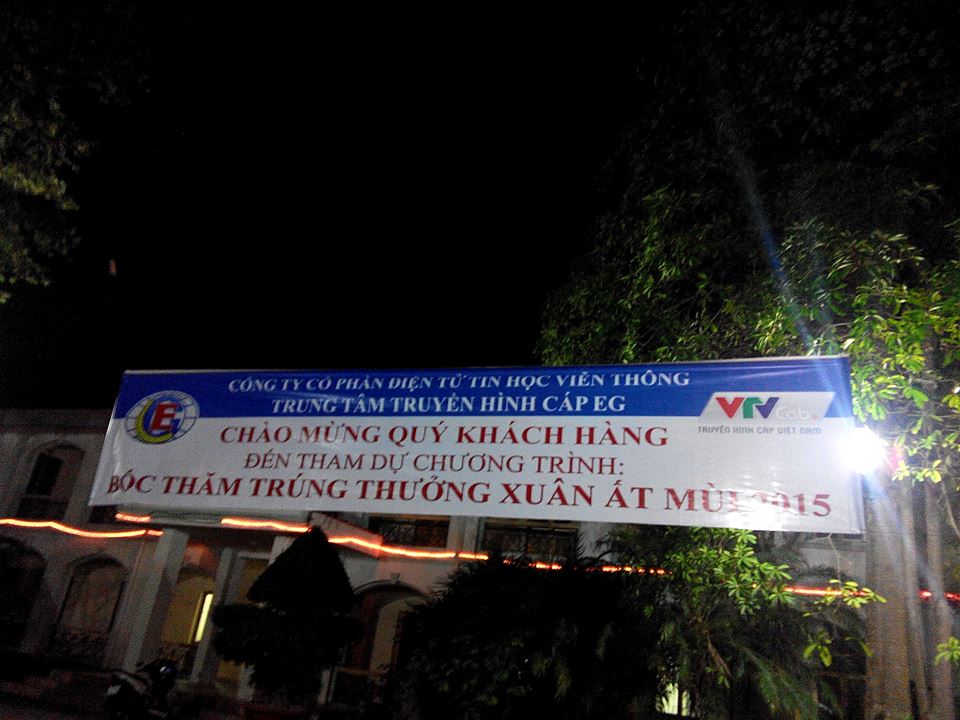 CÔNG TY CỔ PHẦN ĐIỆN TỬ TIN HỌC VIỄN THÔNG
TRUNG TÂM TRUYỀN HÌNH CÁP EG
EG
VTVCab
TRUYỀN HÌNH CÁP VIỆT NAM
CHÀO MỪNG QUÝ KHÁCH HÀNG
ĐẾN THAM DỰ CHƯƠNG TRÌNH:
BỐC THĂM TRÚNG THƯỞNG XUÂN ẤT MÙI 2015